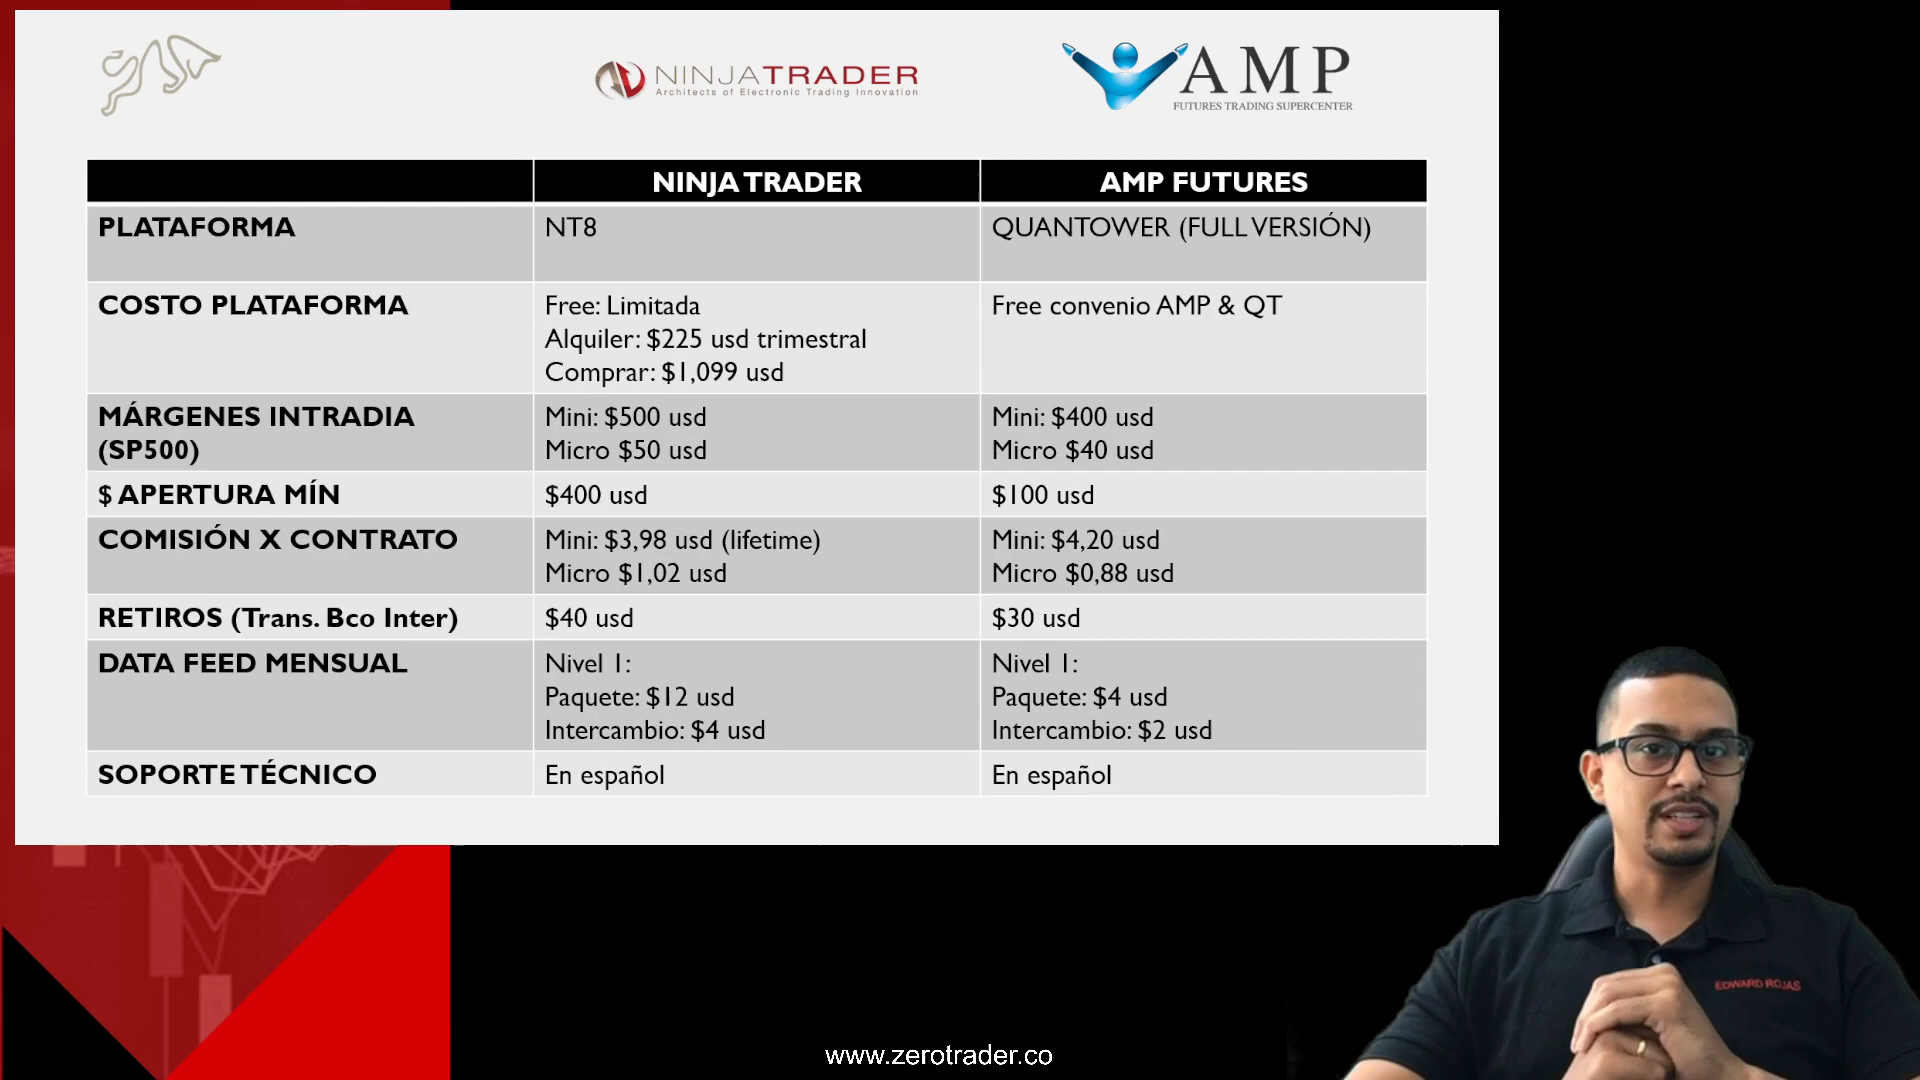 NINJATRADER
Architects of Electronic Trading Innovation
AMP
FUTURES TRADING SUPERCENTER
NINJA TRADER
AMP FUTURES
PLATAFORMA
NT8
QUANTOWER (FULL VERSIÓN)
COSTO PLATAFORMA
Free: Limitada
Alquiler: $225 usd trimestral
Comprar: $1,099 usd
Free convenio AMP & QT
MÁRGENES INTRADIA
(SP500)
Mini: $500 usd
Micro $50 usd
Mini: $400 usd
Micro $40 usd
$ APERTURA MÍN
$400 usd
$100 usd
COMISIÓN X CONTRATO
Mini: $3,98 usd (lifetime)
Micro $1,02 usd
Mini: $4,20 usd
Micro $0,88 usd
RETIROS (Trans. Bco Inter)
$40 usd
$30 usd
DATA FEED MENSUAL
Nivel 1:
Paquete: $12 usd
Intercambio: $4 usd
Nivel 1:
Paquete: $4 usd
Intercambio: $2 usd
SOPORTE TÉCNICO
En español
En español
EDWARD ROJAS
www.zerotrader.co